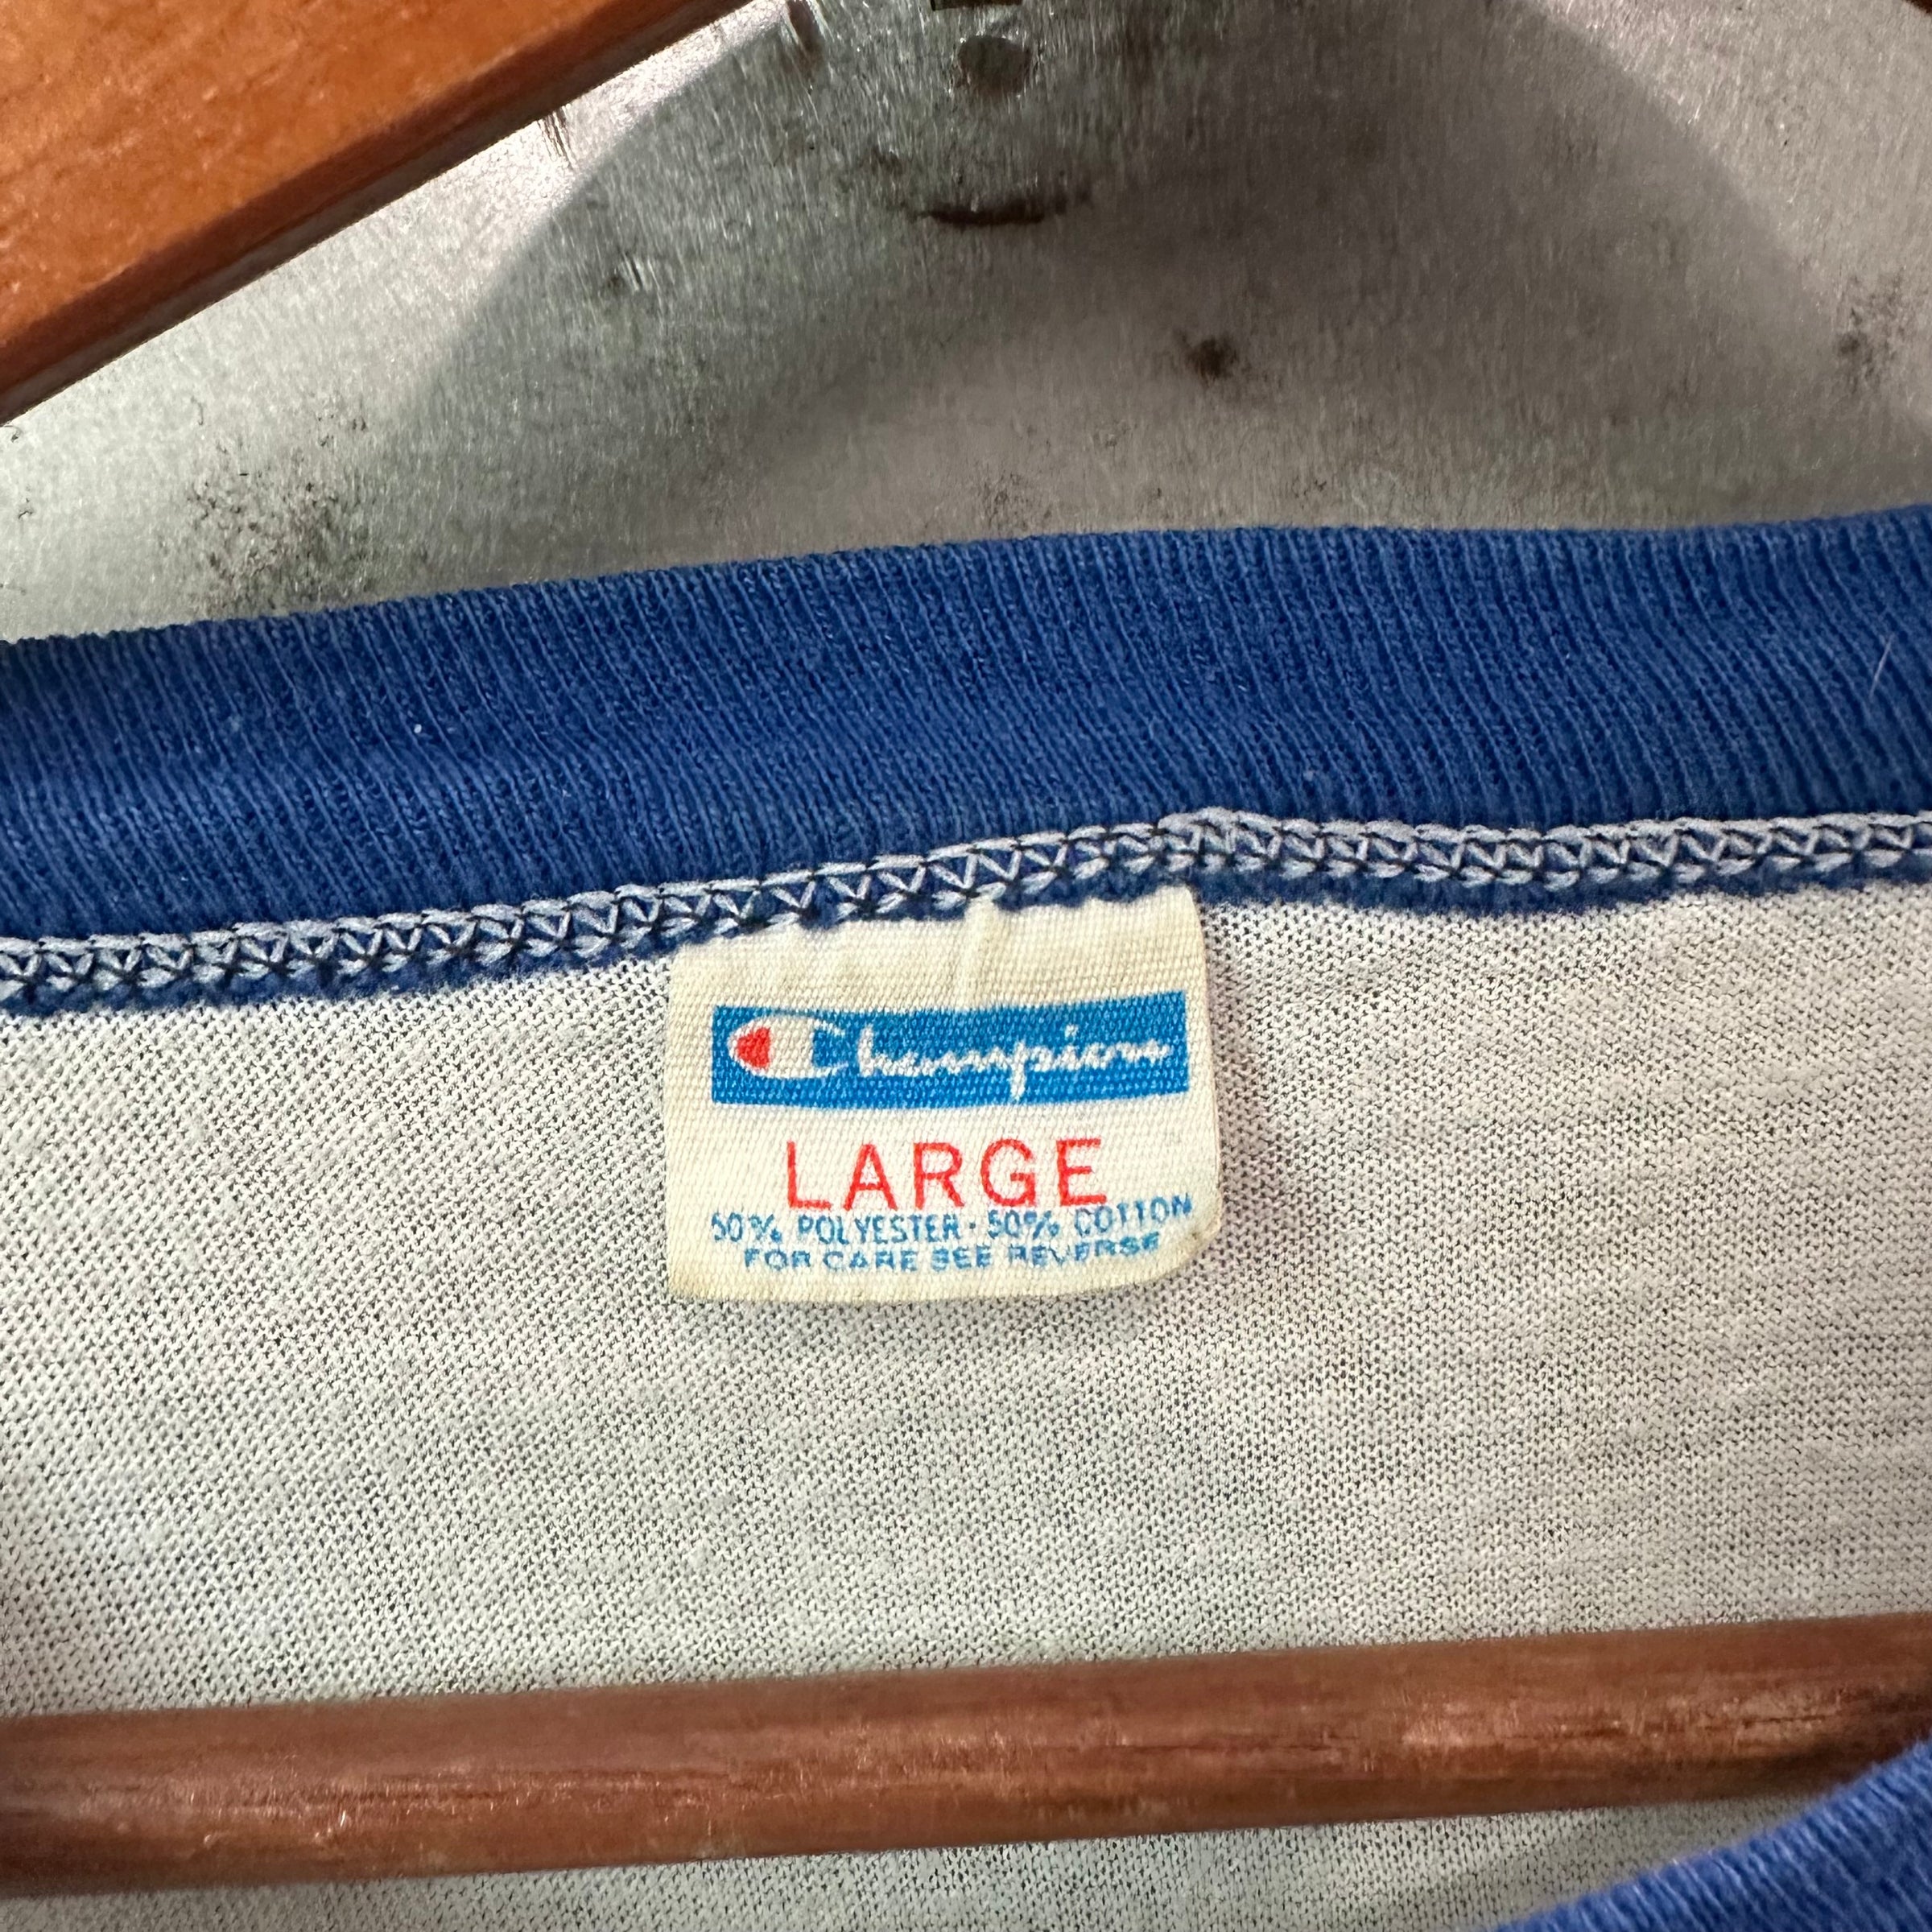 Champion
LARGE
50% POLYESTER · 50% COTTON
FOR CARE SEE REVERSE